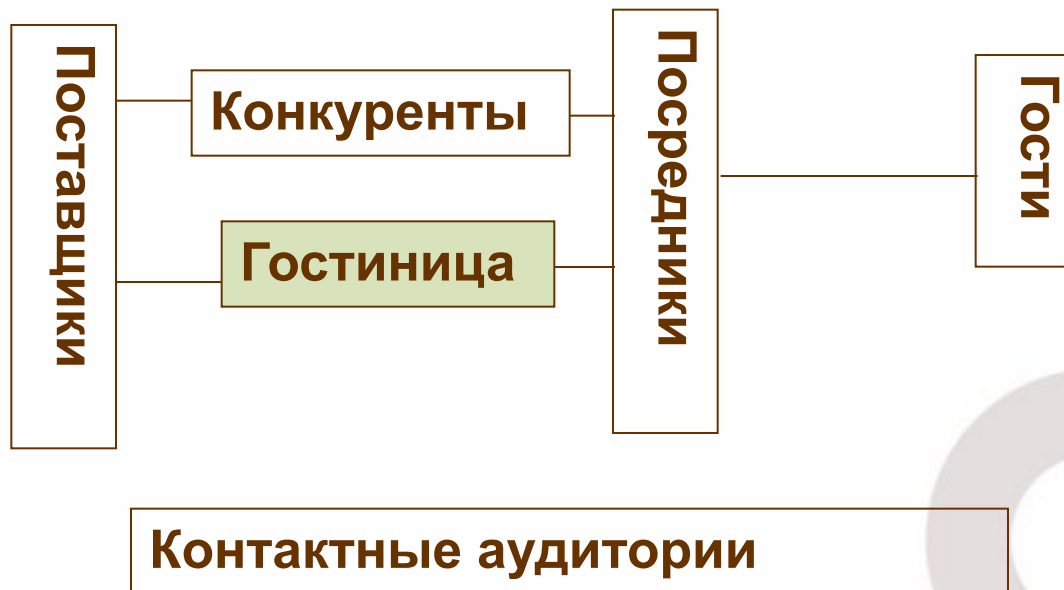 Поставщики
Конкуренты
Гостиница
Посредники
Гости
Контактные аудитории